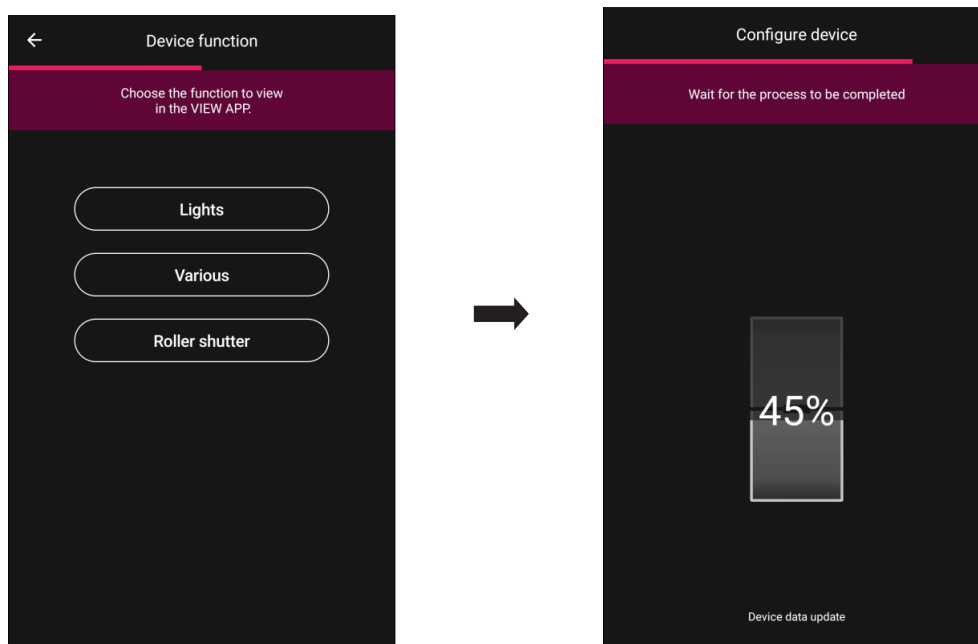 Device function
Choose the function to view
in the VIEW APP.
Lights
Various
Roller shutter
Configure device
Wait for the process to be completed
45%
Device data update